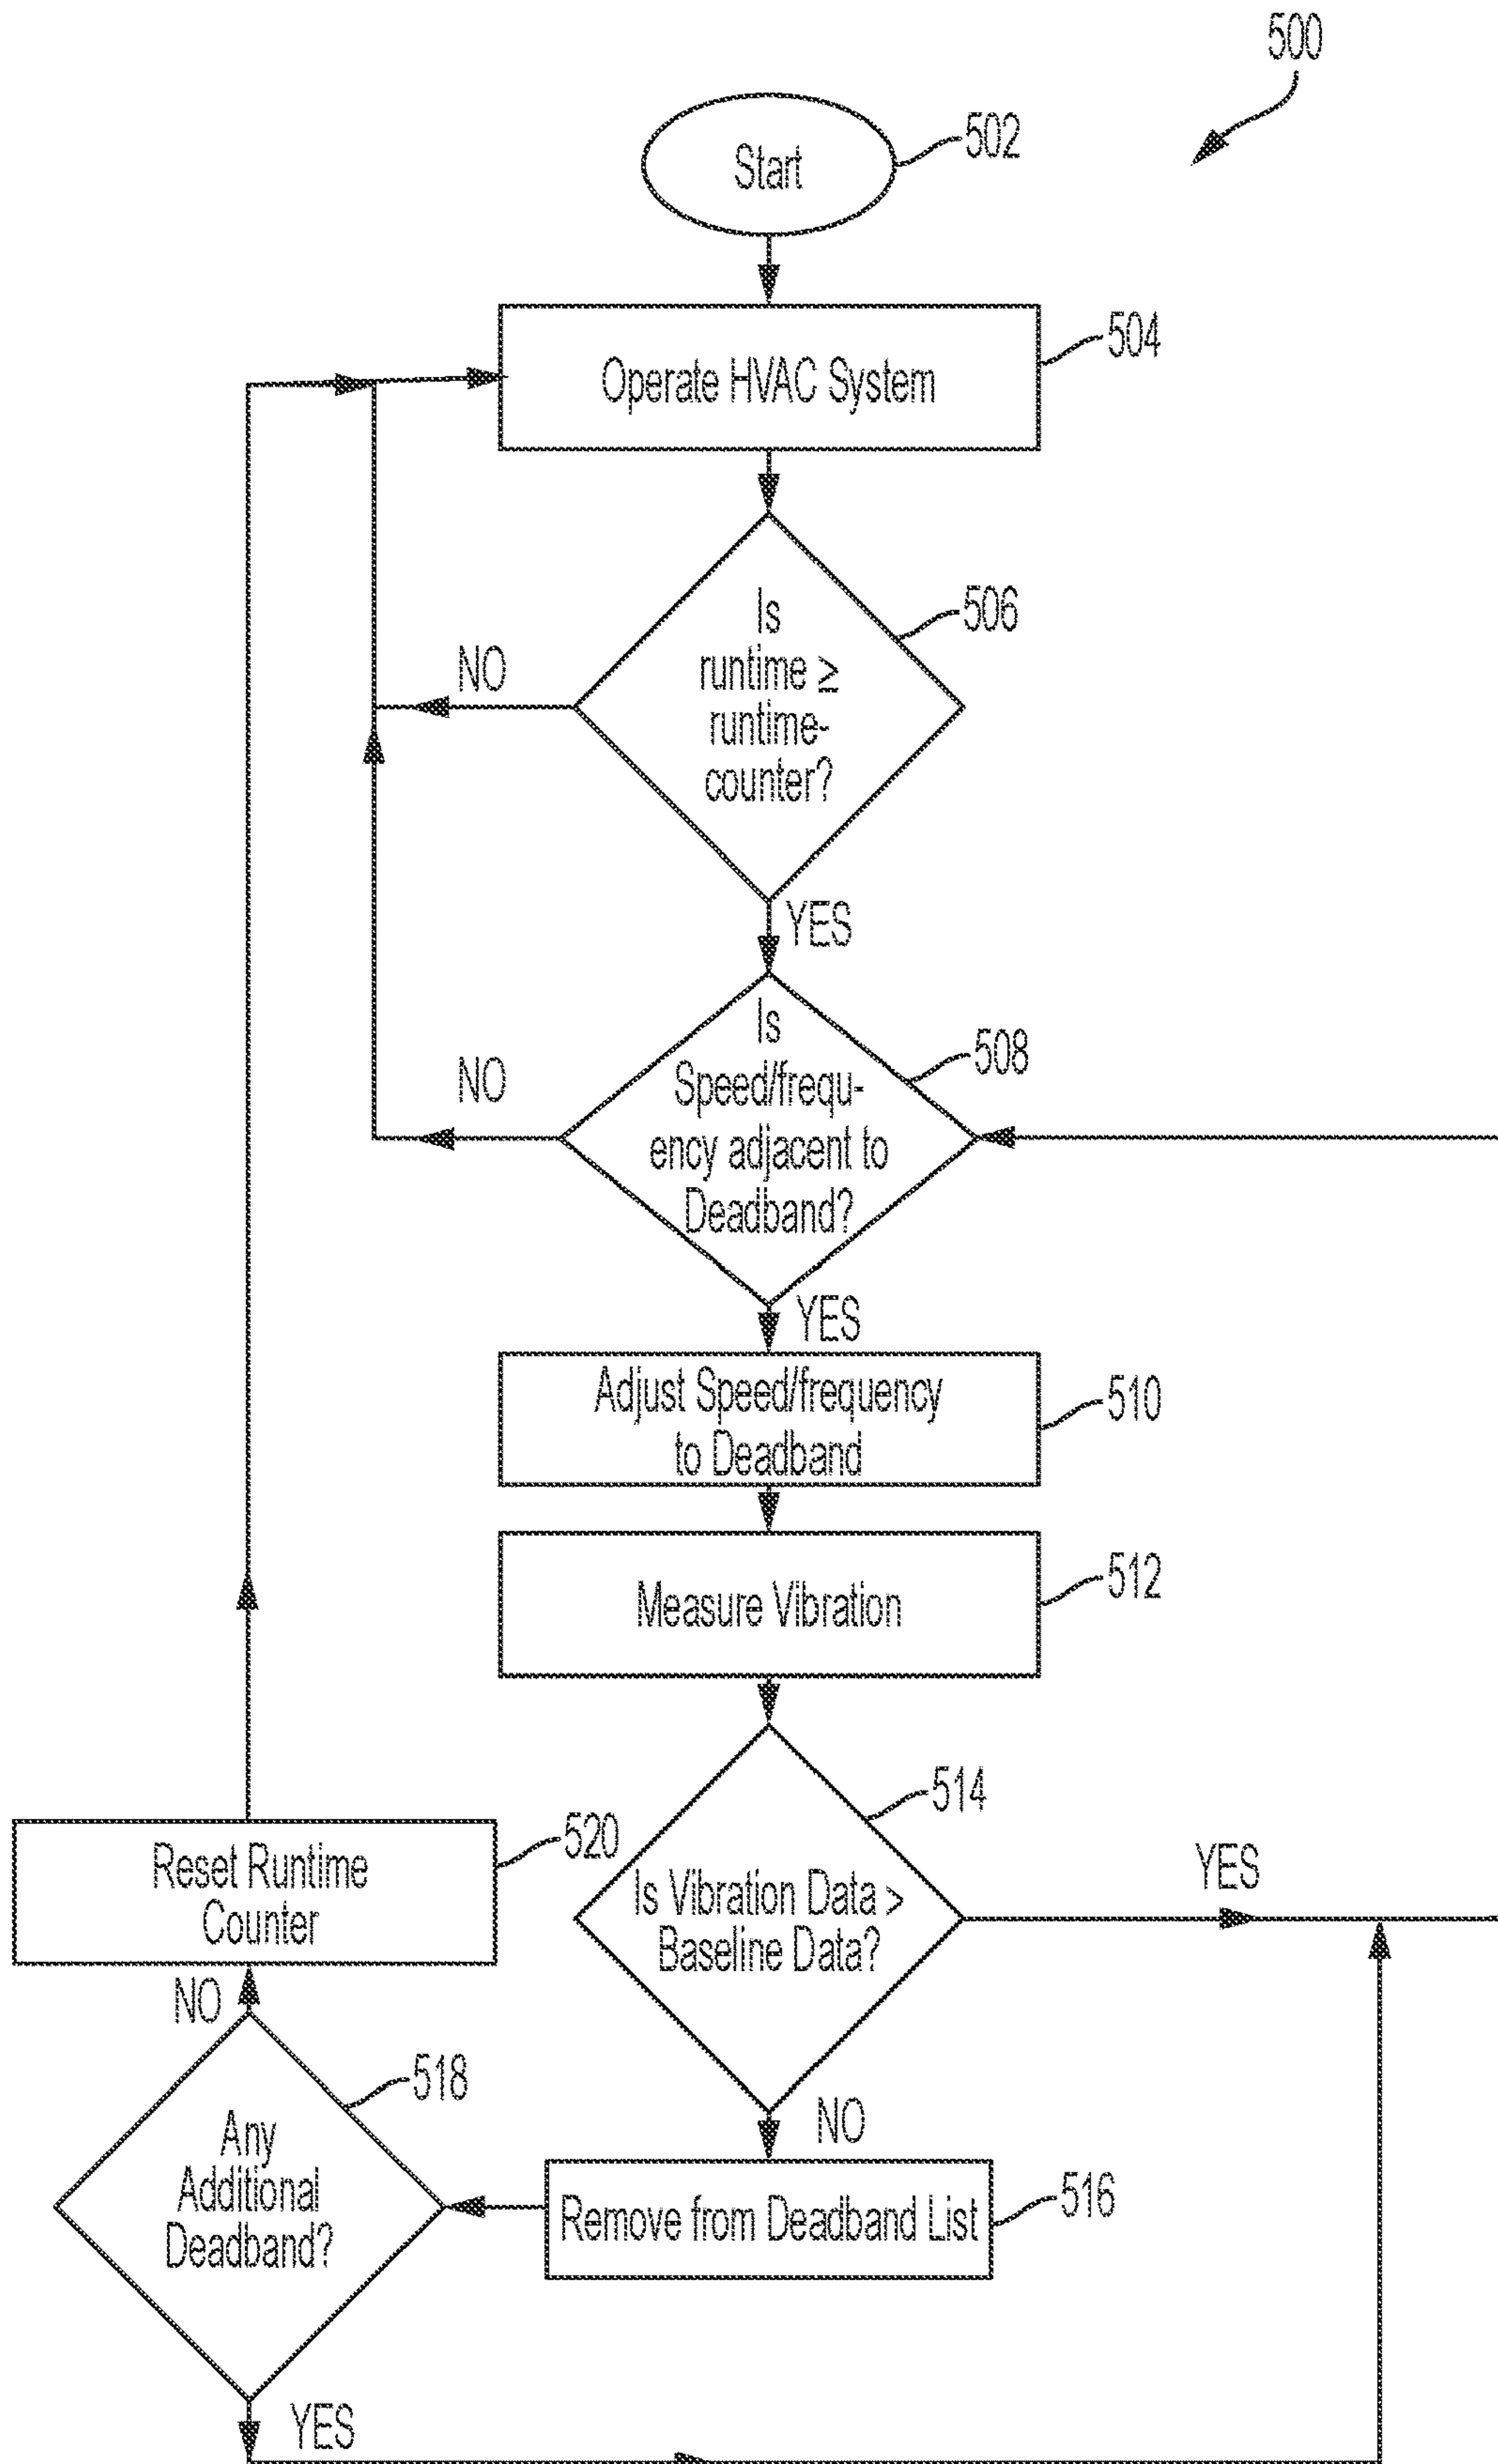 500
Start
502
Operate HVAC System
504
Is
runtime ≥
runtime-
counter?
506
NO
YES
Is
Speed/frequ-
ency adjacent to
Deadband?
508
NO
YES
Adjust Speed/frequency
to Deadband
510
Measure Vibration
512
Is Vibration Data >
Baseline Data?
514
YES
NO
Remove from Deadband List
516
Any
Additional
Deadband?
518
NO
YES
Reset Runtime
Counter
520